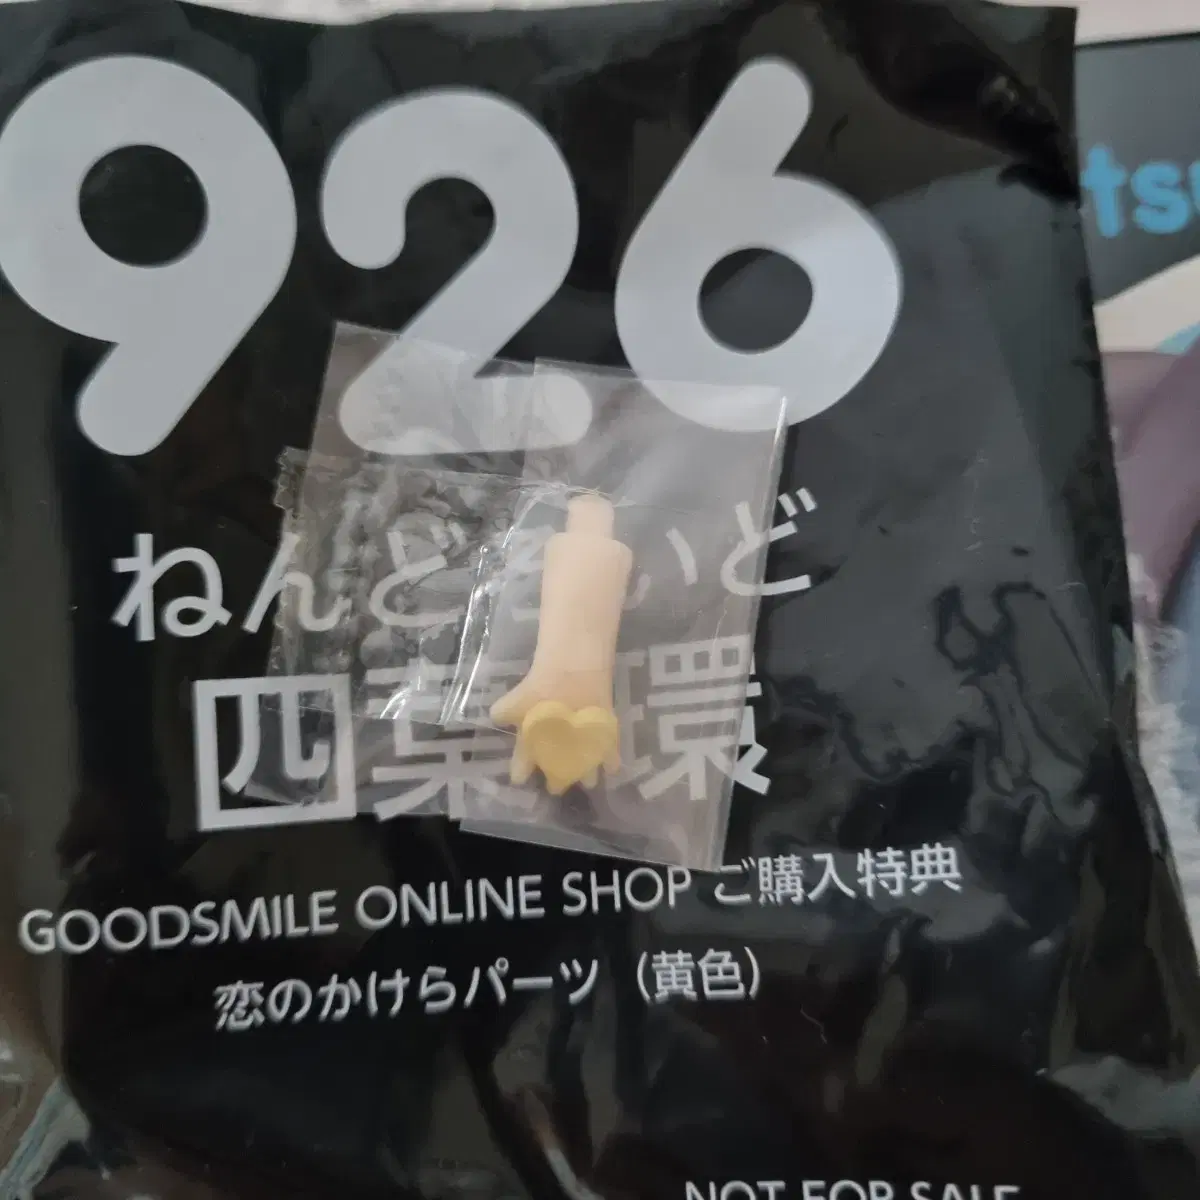 926
ねんどろいど
四葉環
GOODSMILE ONLINE SHOP ご購入特典
恋のかけらパーツ（黄色）
NOT FOR SALE